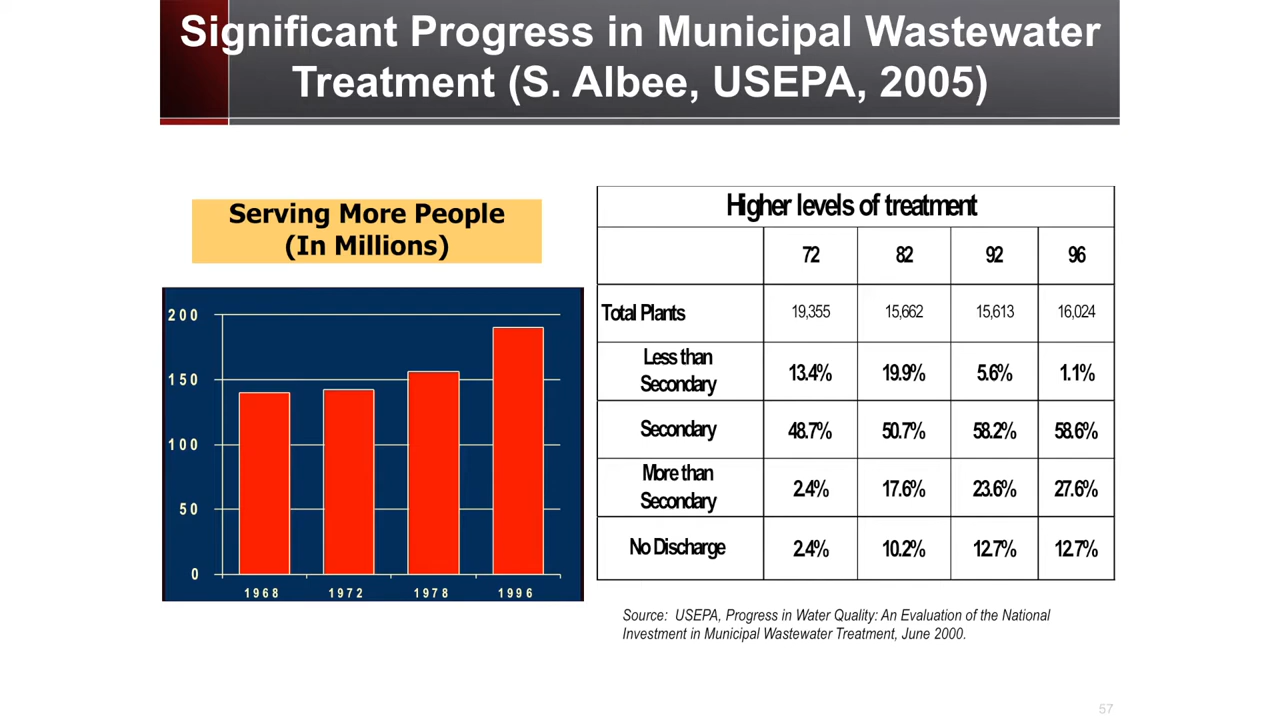 Significant Progress in Municipal Wastewater
Treatment (S. Albee, USEPA, 2005)
Serving More People
(In Millions)
200
150
100
50
0
1968 1972 1978 1996
Higher levels of treatment
72 82 92 96
Total Plants 19,355 15,662 15,613 16,024
Less than
Secondary 13.4% 19.9% 5.6% 1.1%
Secondary 48.7% 50.7% 58.2% 58.6%
More than
Secondary 2.4% 17.6% 23.6% 27.6%
No Discharge 2.4% 10.2% 12.7% 12.7%
Source: USEPA, Progress in Water Quality: An Evaluation of the National
Investment in Municipal Wastewater Treatment, June 2000.
57